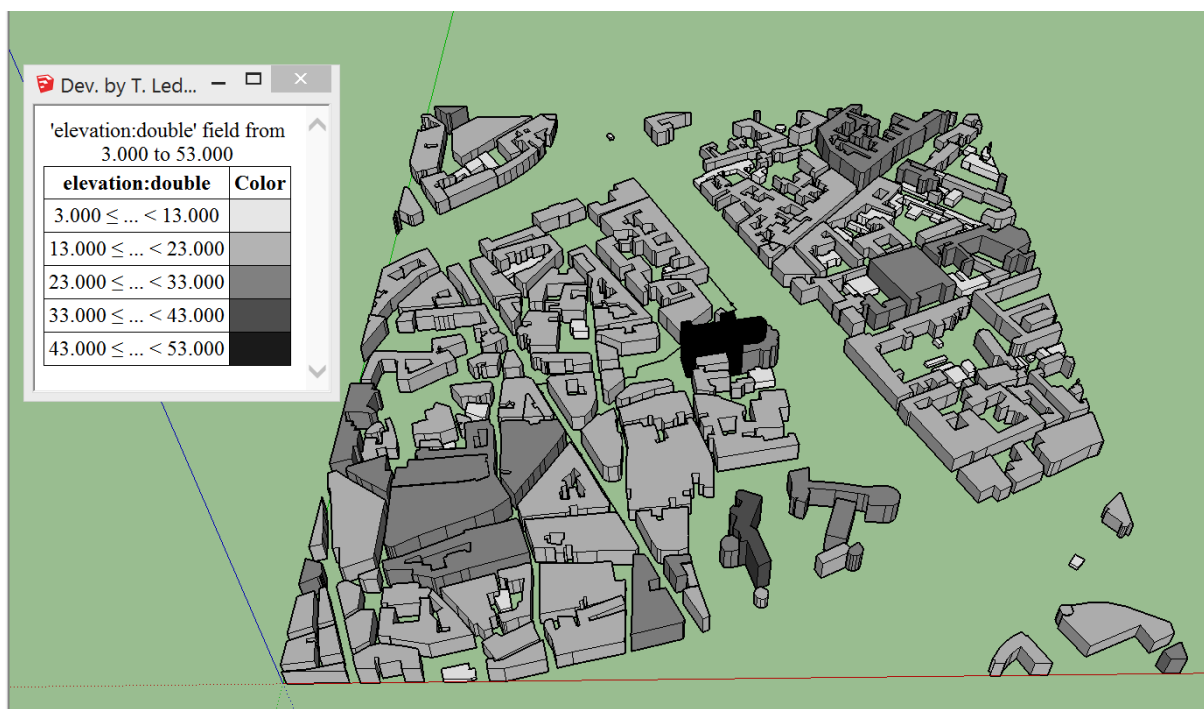 Dev. by T. Led...
'elevation:double' field from
3.000 to 53.000
elevation:double Color
3.000 ≤ ... < 13.000
13.000 ≤ ... < 23.000
23.000 ≤ ... < 33.000
33.000 ≤ ... < 43.000
43.000 ≤ ... < 53.000